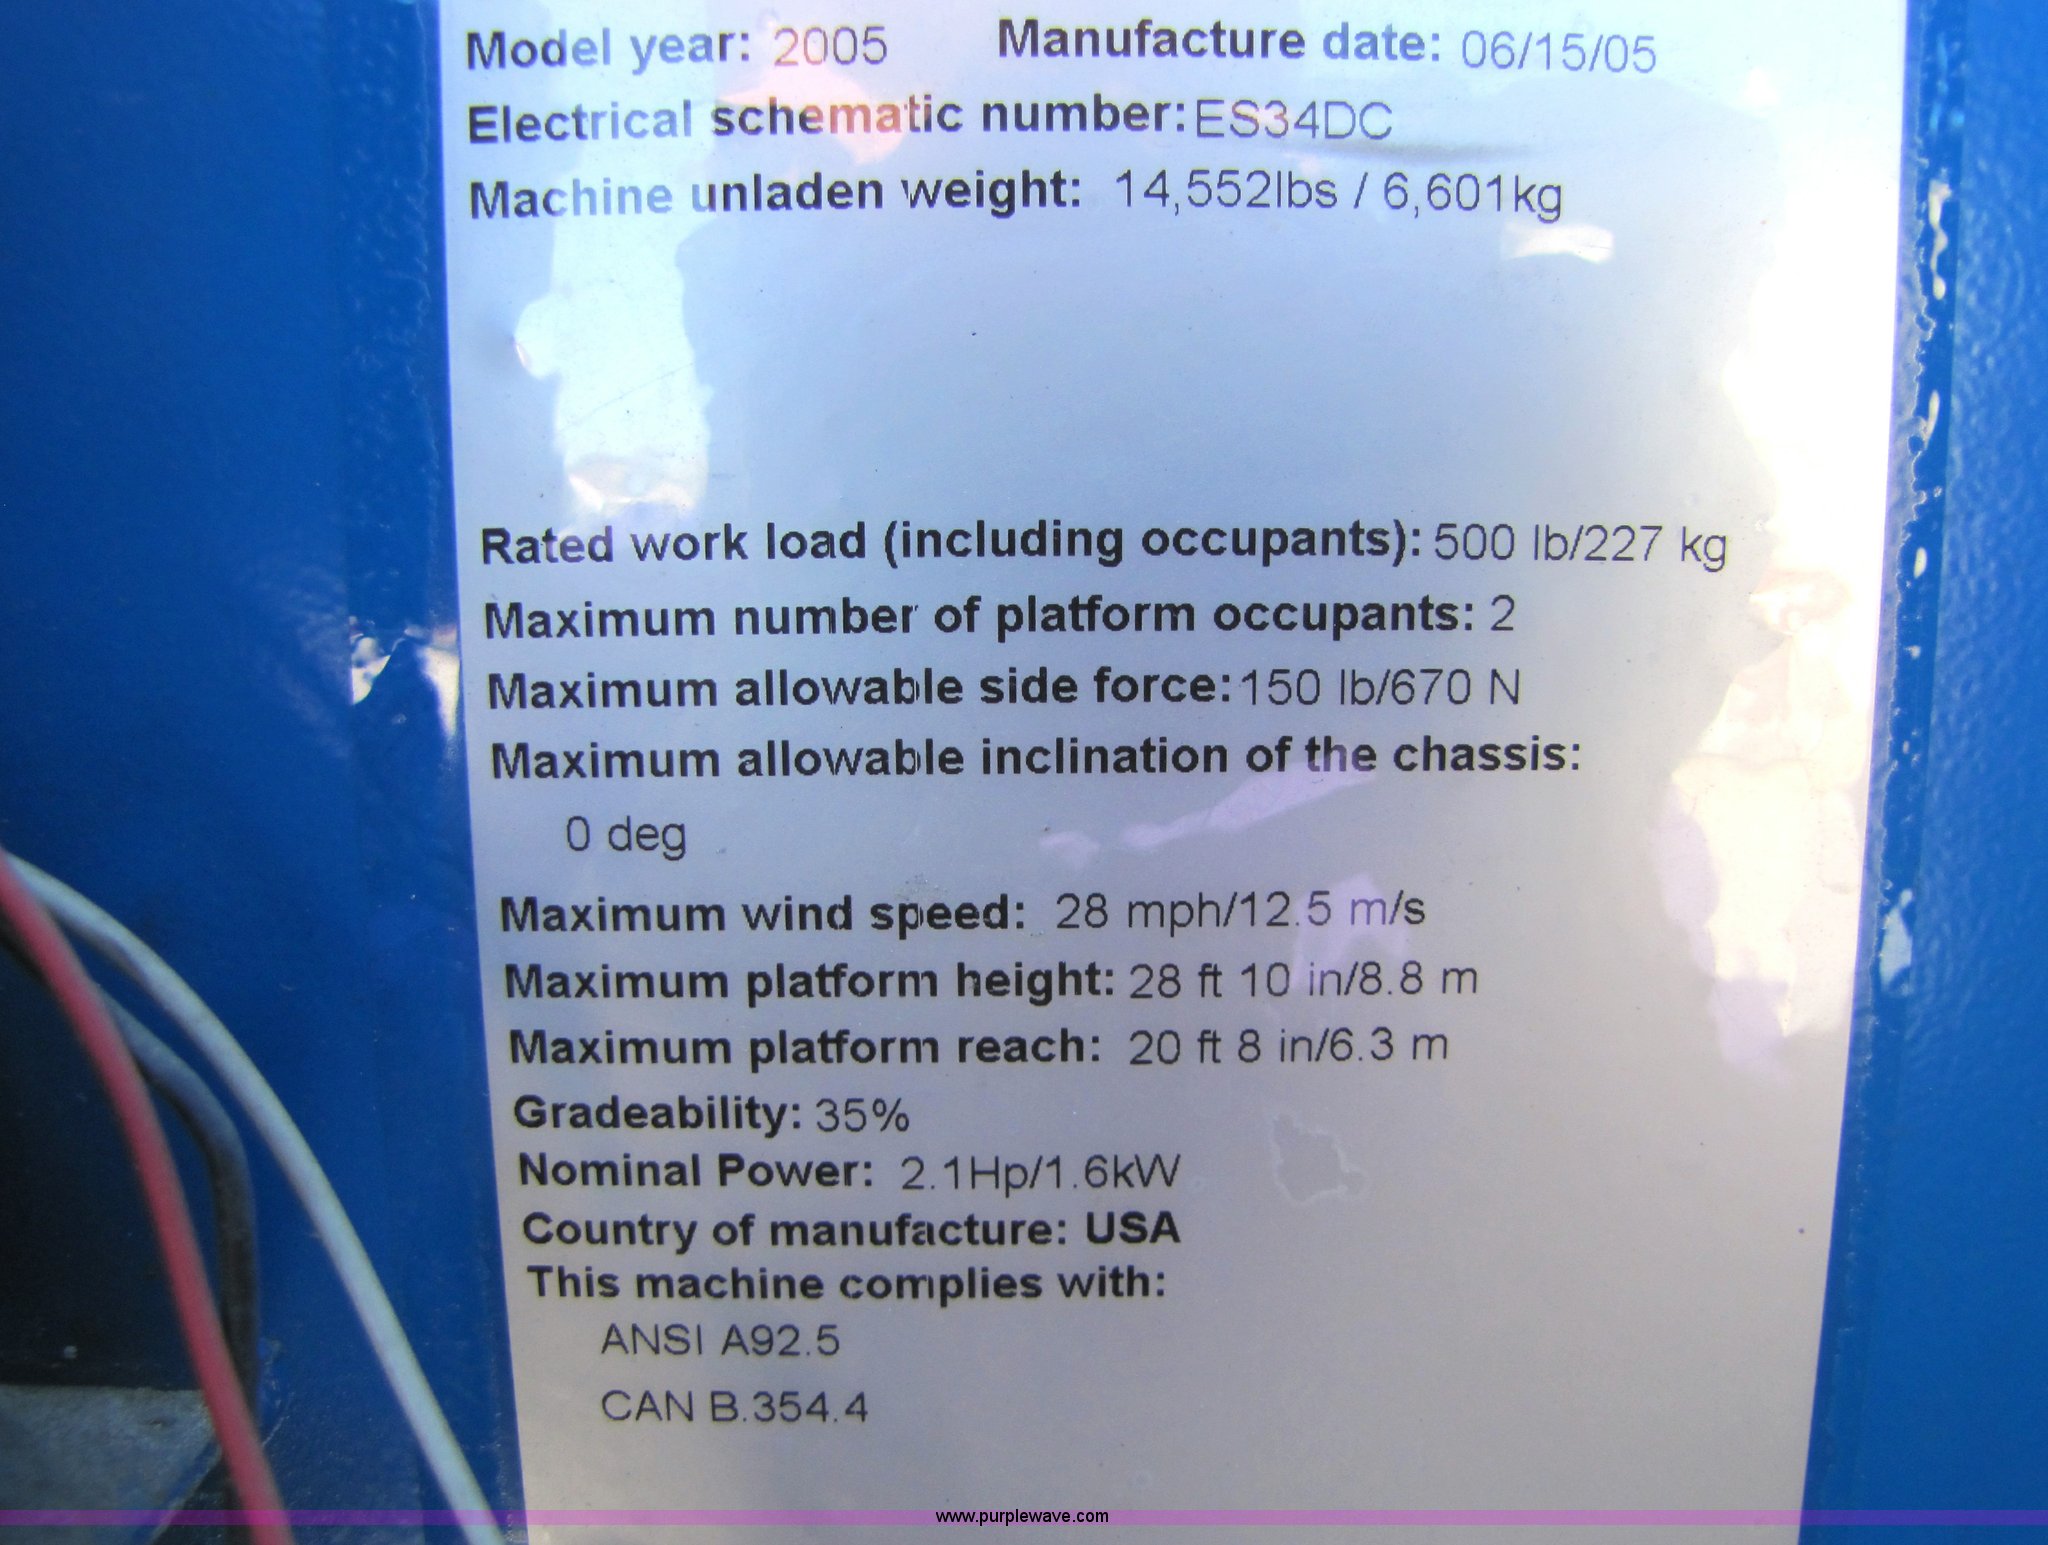 Model year: 2005 Manufacture date: 06/15/05
Electrical schematic number: ES34DC
Machine unladen weight: 14,552lbs / 6,601kg
Rated work load (including occupants): 500 lb/227 kg
Maximum number of platform occupants: 2
Maximum allowable side force: 150 lb/670 N
Maximum allowable inclination of the chassis:
0 deg
Maximum wind speed: 28 mph/12.5 m/s
Maximum platform height: 28 ft 10 in/8.8 m
Maximum platform reach: 20 ft 8 in/6.3 m
Gradeability: 35%
Nominal Power: 2.1Hp/1.6kW
Country of manufacture: USA
This machine complies with:
ANSI A92.5
CAN B.354.4
www.purplewave.com